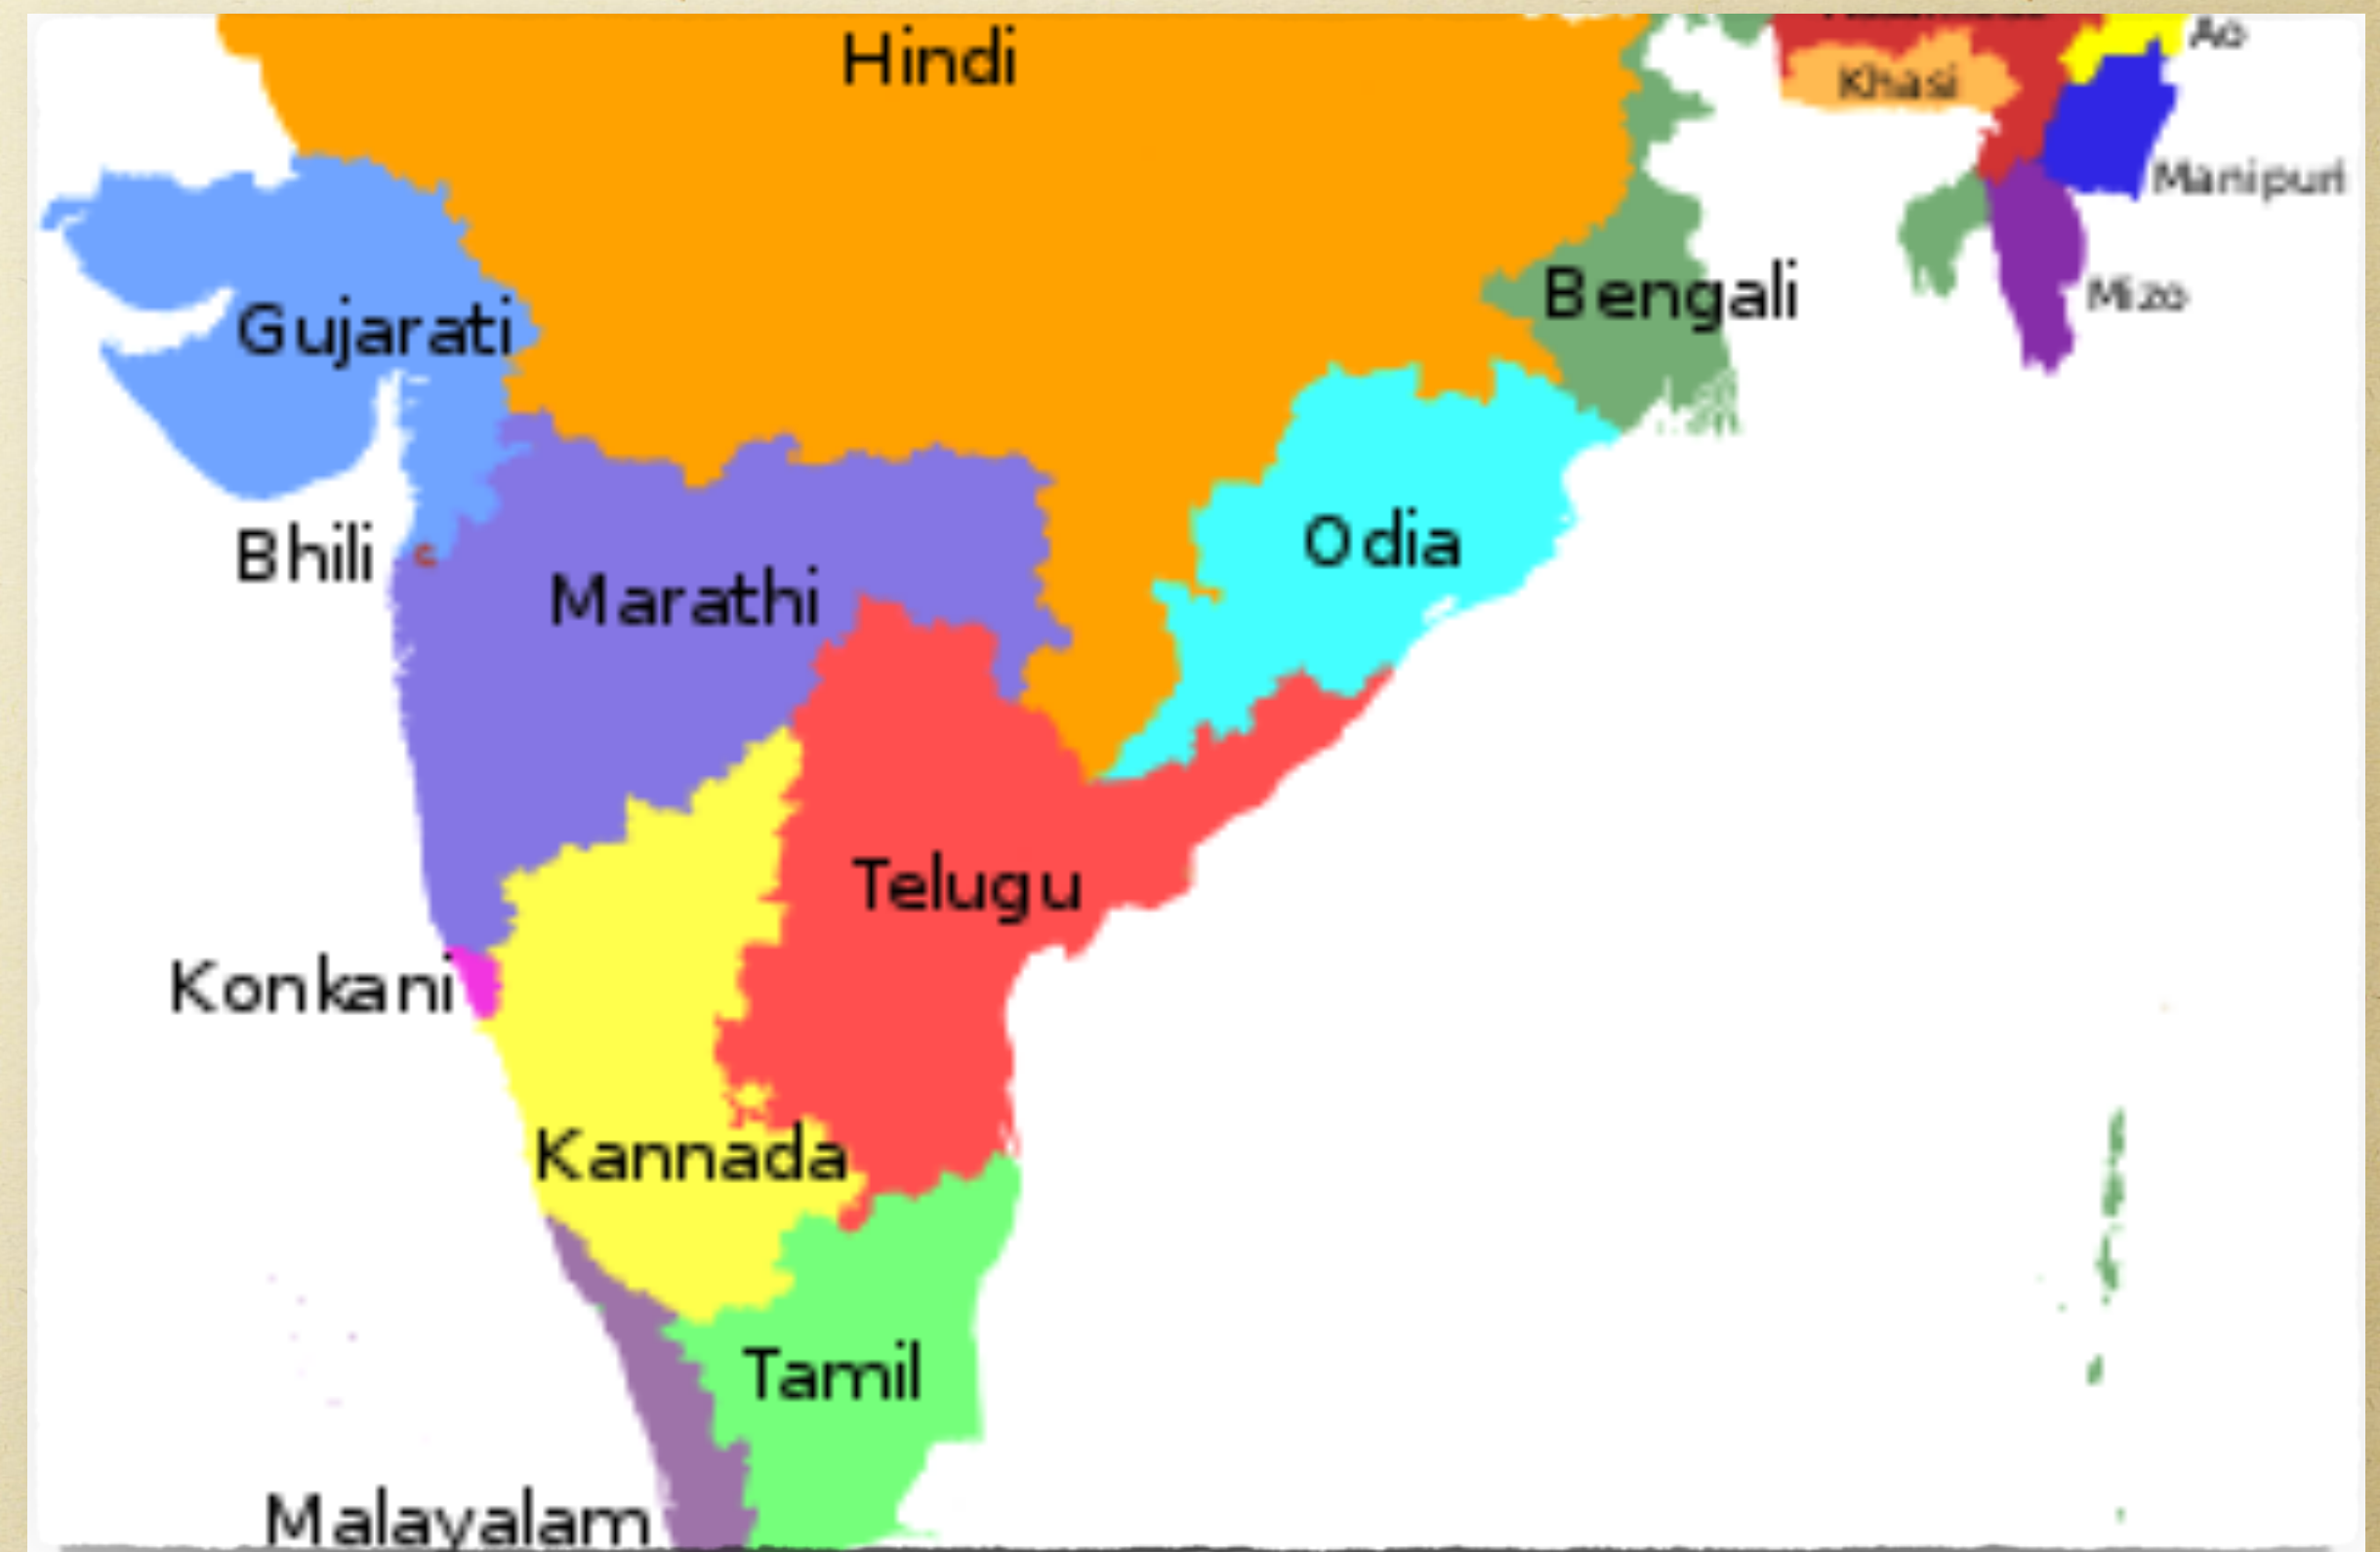 Hindi
Ao
Khasi
Manipuri
Bengali
Mizo
Gujarati
Bhili
Odia
Marathi
Telugu
Konkani
Kannada
Tamil
Malayalam